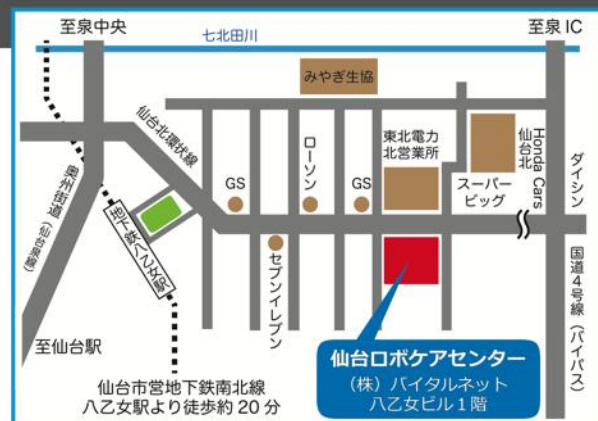 至泉中央
七北田川
至泉IC
みやぎ生協
仙台北環状線
ローソン
東北電力
北営業所
Honda Cars
仙台北
ダイシン
スーパー
ビッグ
GS
GS
奥州街道(仙台泉線)
地下鉄八乙女駅
セブンイレブン
国道4号線(バイパス)
至仙台駅
仙台ロボケアセンター
(株)バイタルネット
八乙女ビル1階
仙台市営地下鉄南北線
八乙女駅より徒歩約20分